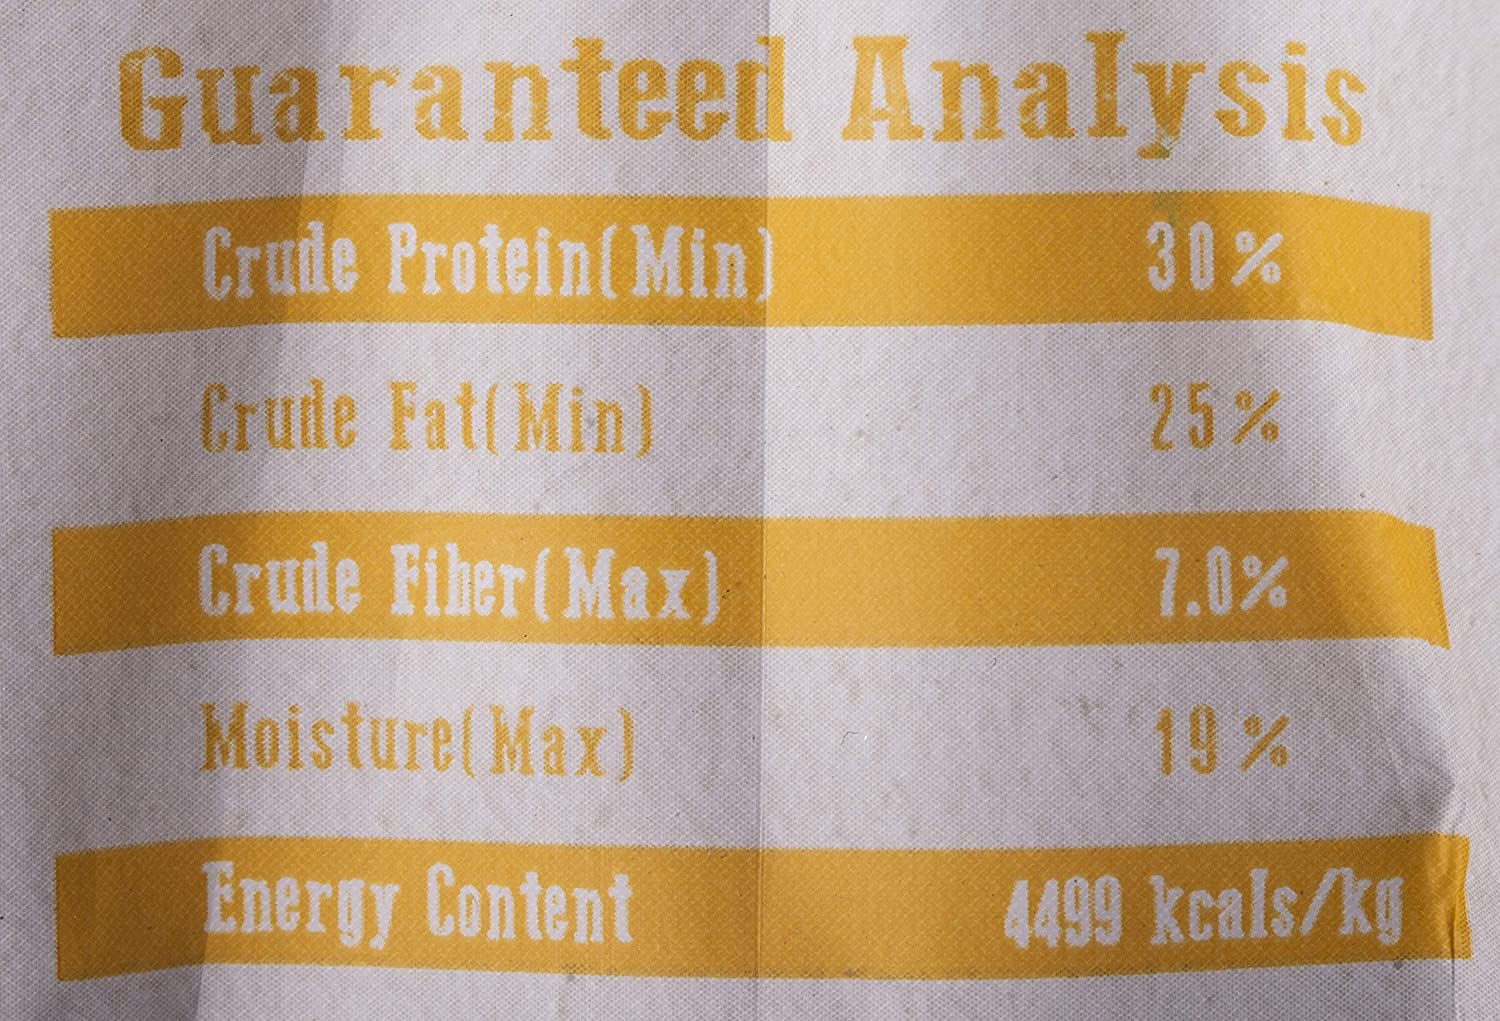 Guaranteed Analysis
Crude Protein(Min) 30%
Crude Fat(Min) 25%
Crude Fiber(Max) 7.0%
Moisture(Max) 19%
Energy Content 4499 kcals/kg